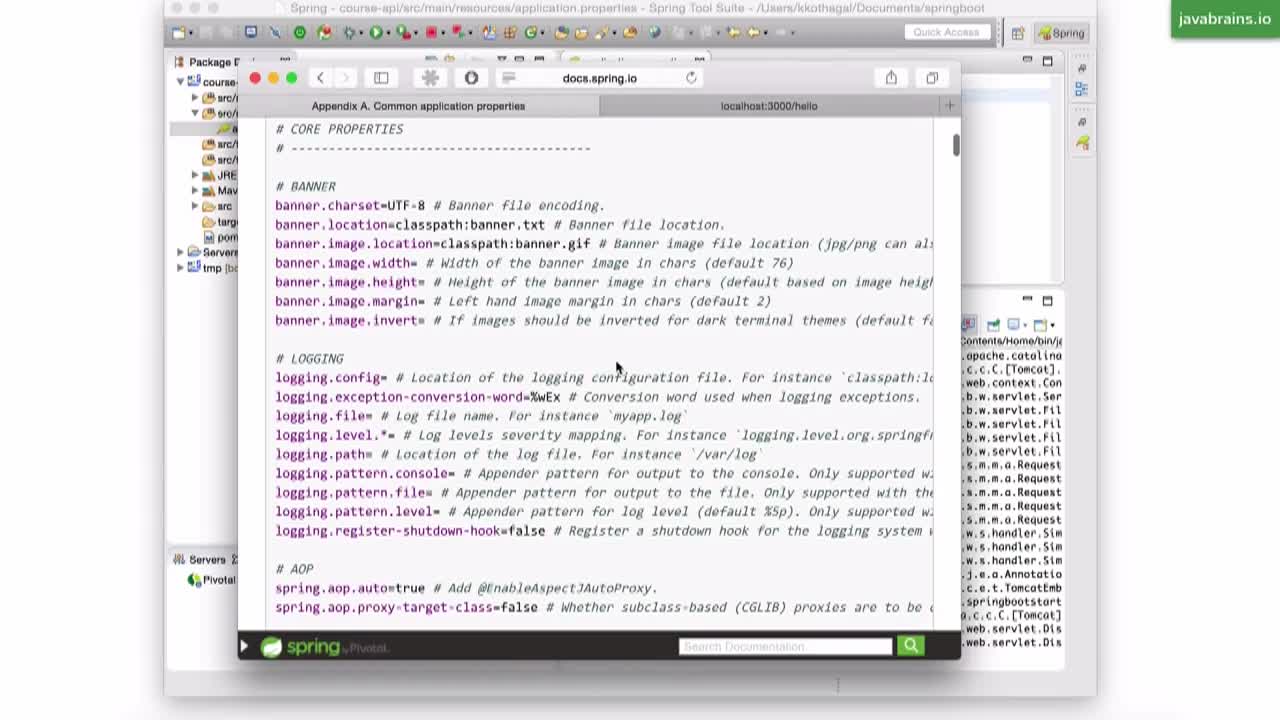 javabrains.io
Spring - course-api/src/main/resources/application.properties - Spring Tool Suite - /Users/kkothagal/Documents/springboot
Quick Access
Spring
Package
docs.spring.io
Appendix A. Common application properties
localhost:3000/hello
course-
src/
src/
src/
src/
JRE
Mav
src
targ
pom
Servers
tmp [bo
# CORE PROPERTIES
# ----------------------------------------
# BANNER
banner.charset=UTF-8 # Banner file encoding.
banner.location=classpath:banner.txt # Banner file location.
banner.image.location=classpath:banner.gif # Banner image file location (jpg/png can als
banner.image.width= # Width of the banner image in chars (default 76)
banner.image.height= # Height of the banner image in chars (default based on image heigh
banner.image.margin= # Left hand image margin in chars (default 2)
banner.image.invert= # If images should be inverted for dark terminal themes (default fa
# LOGGING
logging.config= # Location of the logging configuration file. For instance `classpath:lo
logging.exception-conversion-word=%wEx # Conversion word used when logging exceptions.
logging.file= # Log file name. For instance `myapp.log`
logging.level.*= # Log levels severity mapping. For instance `logging.level.org.springfr
logging.path= # Location of the log file. For instance `/var/log`
logging.pattern.console= # Appender pattern for output to the console. Only supported wi
logging.pattern.file= # Appender pattern for output to the file. Only supported with the
logging.pattern.level= # Appender pattern for log level (default %5p). Only supported wi
logging.register-shutdown-hook=false # Register a shutdown hook for the logging system w
# AOP
spring.aop.auto=true # Add @EnableAspectJAutoProxy.
spring.aop.proxy-target-class=false # Whether subclass-based (CGLIB) proxies are to be c
Contents/Home/bin/ja
.apache.catalina
.c.c.C.[Tomcat].
.web.context.Con
.b.w.servlet.Ser
.b.w.servlet.Fil
.b.w.servlet.Fil
.b.w.servlet.Fil
.b.w.servlet.Fil
.s.m.m.a.Request
.s.m.m.a.Request
.s.m.m.a.Request
.s.m.m.a.Request
.s.m.m.a.Request
.w.s.handler.Sim
.w.s.handler.Sim
.w.s.handler.Sim
.j.e.a.Annotatio
.c.e.t.TomcatEmb
.springbootstart
a.c.c.C.[Tomcat]
.web.servlet.Dis
.web.servlet.Dis
Servers
Pivotal
spring by Pivotal.
Search Documentation